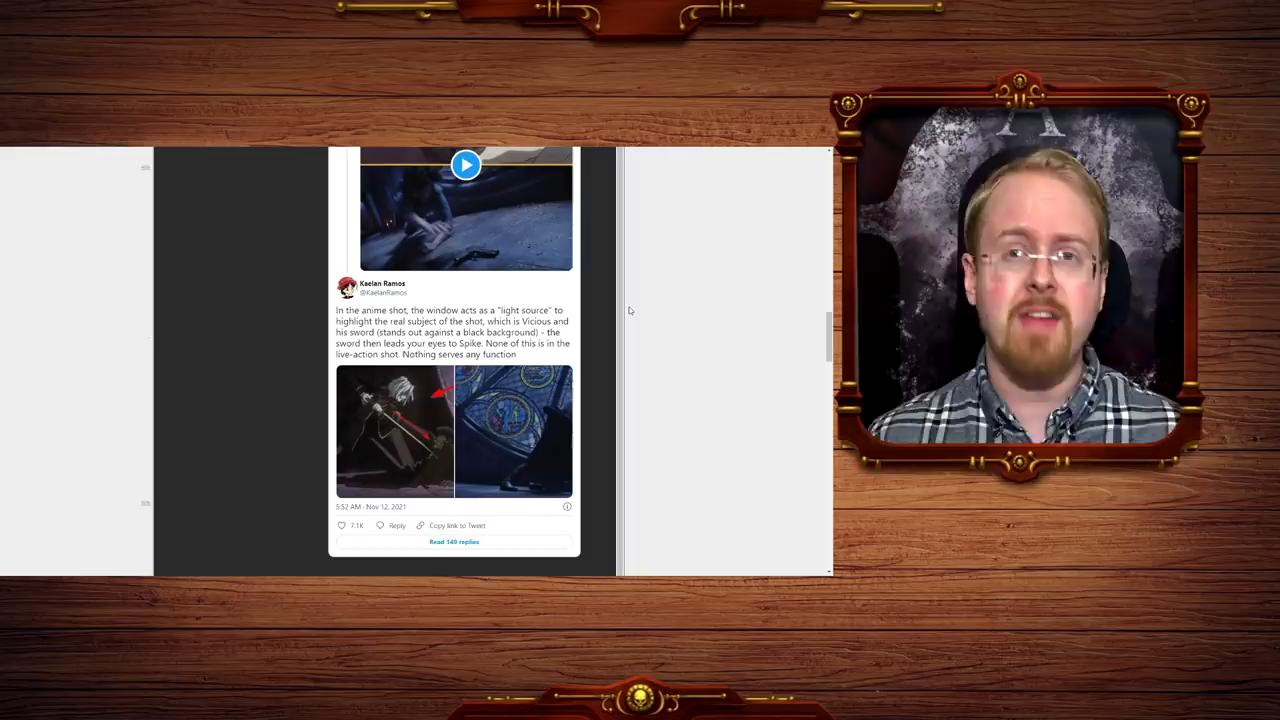 Kaelan Ramos
@KaelanRamos
In the anime shot, the window acts as a "light source" to
highlight the real subject of the shot, which is Vicious and
his sword (stands out against a black background) - the
sword then leads your eyes to Spike. None of this is in the
live-action shot. Nothing serves any function
5:52 AM · Nov 12, 2021
7.1K Reply Copy link to Tweet
Read 149 replies